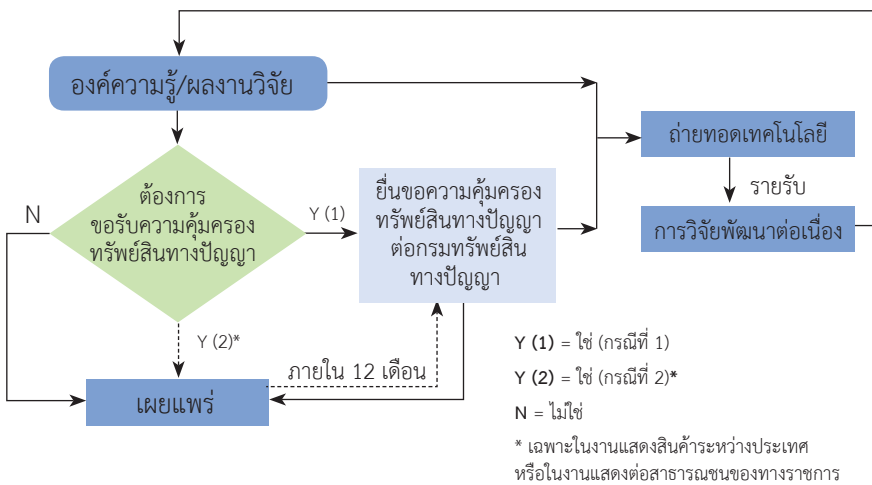 องค์ความรู้/ผลงานวิจัย
ถ่ายทอดเทคโนโลยี
รายรับ
การวิจัยพัฒนาต่อเนื่อง
N
ต้องการ
ขอรับความคุ้มครอง
ทรัพย์สินทางปัญญา
Y (1)
ยื่นขอความคุ้มครอง
ทรัพย์สินทางปัญญา
ต่อกรมทรัพย์สิน
ทางปัญญา
Y (2)*
ภายใน 12 เดือน
เผยแพร่
Y (1) = ใช่ (กรณีที่ 1)
Y (2) = ใช่ (กรณีที่ 2)*
N = ไม่ใช่
* เฉพาะในงานแสดงสินค้าระหว่างประเทศ
หรือในงานแสดงต่อสาธารณชนของทางราชการ